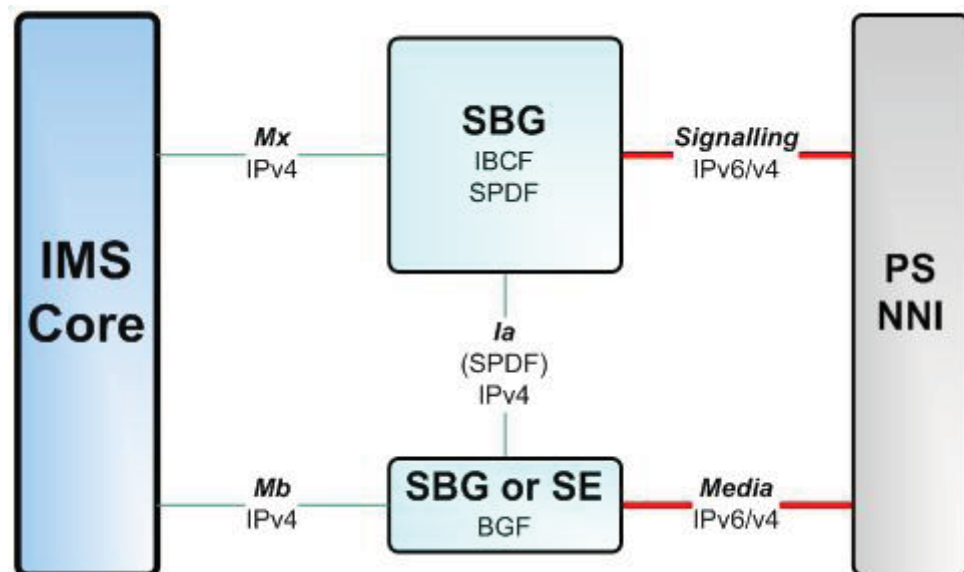 IMS
Core
Mx
IPv4
SBG
IBCF
SPDF
Signalling
IPv6/v4
PS
NNI
Ia
(SPDF)
IPv4
Mb
IPv4
SBG or SE
BGF
Media
IPv6/v4